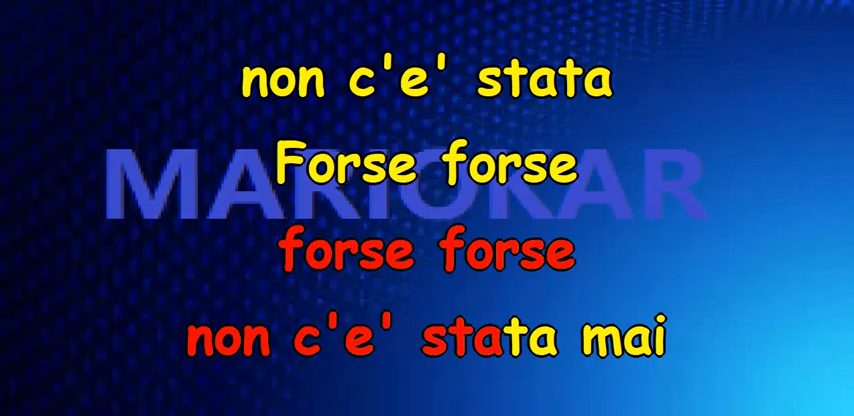 non c'e' stata
MARIOKAR
Forse forse
forse forse
non c'e' stata mai